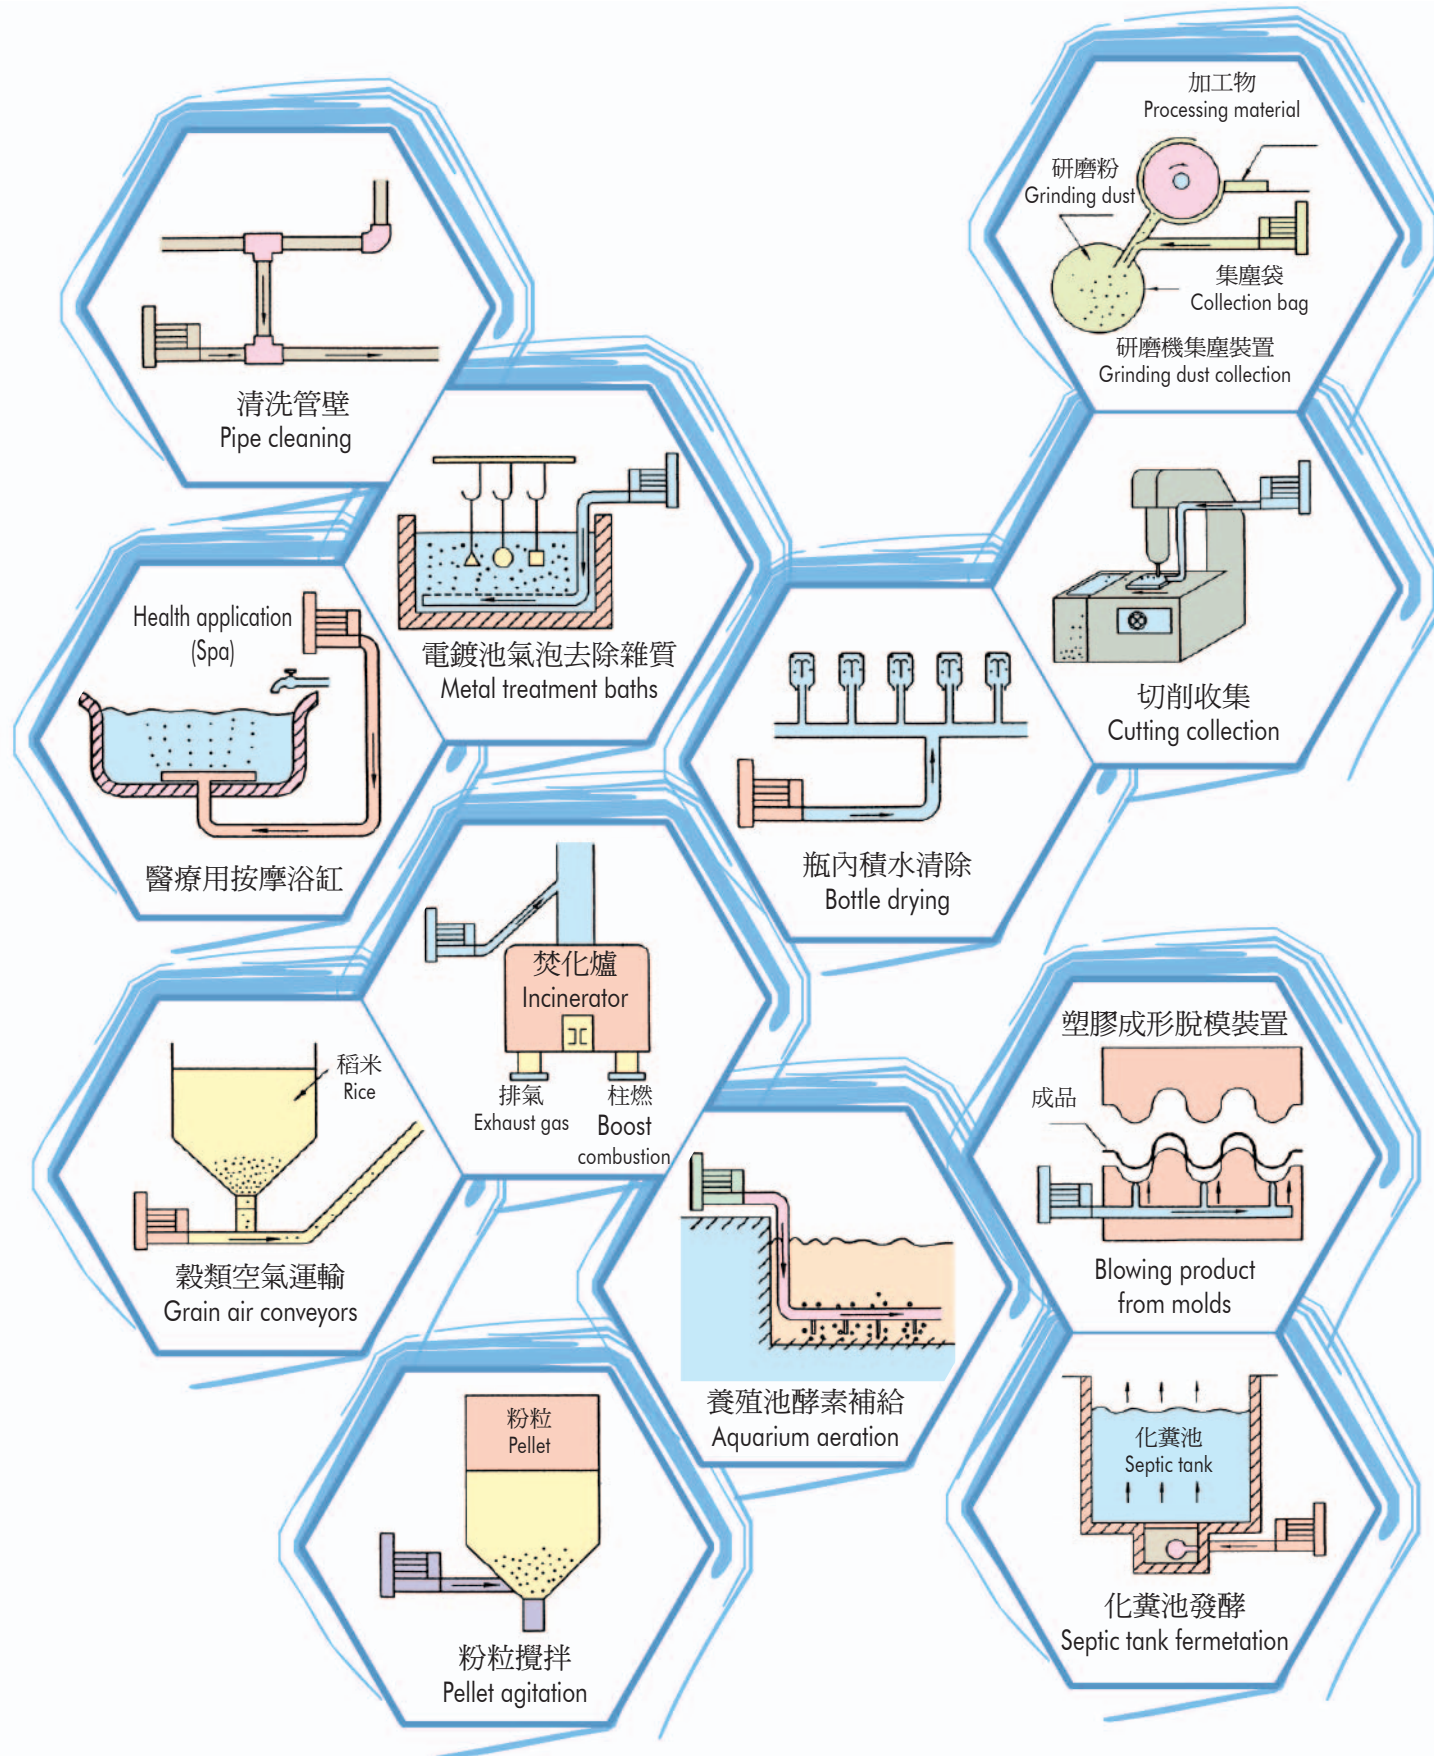 加工物
Processing material
研磨粉
Grinding dust
集塵袋
Collection bag
研磨機集塵裝置
Grinding dust collection
清洗管壁
Pipe cleaning
電鍍池氣泡去除雜質
Metal treatment baths
切削收集
Cutting collection
Health application
(Spa)
醫療用按摩浴缸
瓶內積水清除
Bottle drying
焚化爐
Incinerator
排氣
Exhaust gas
柱燃
Boost
combustion
稻米
Rice
穀類空氣運輸
Grain air conveyors
塑膠成形脫模裝置
成品
Blowing product
from molds
養殖池酵素補給
Aquarium aeration
粉粒
Pellet
粉粒攪拌
Pellet agitation
化糞池
Septic tank
化糞池發酵
Septic tank fermetation